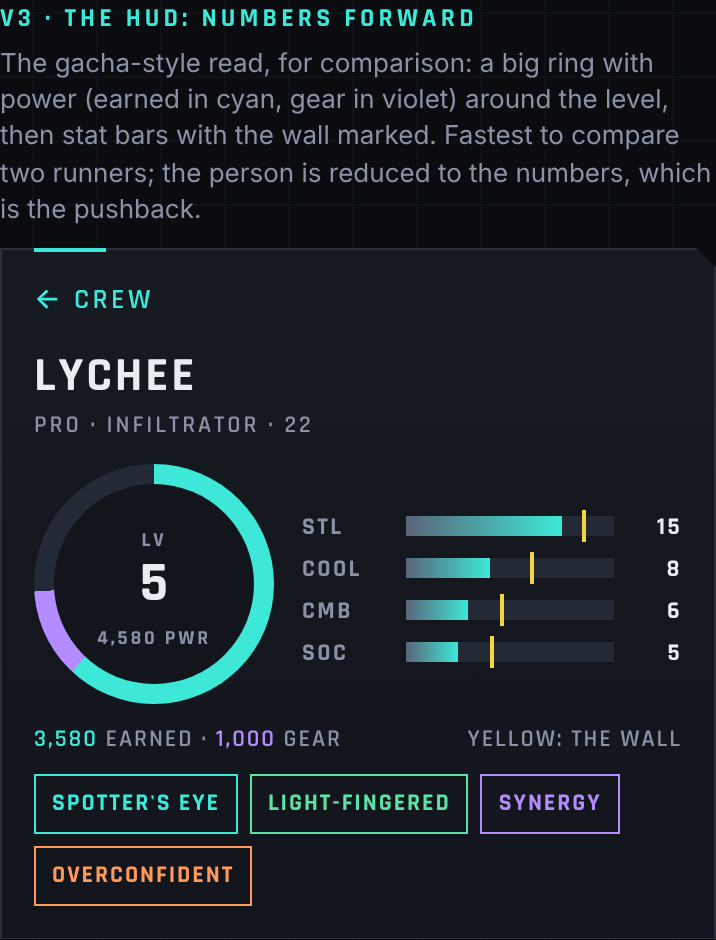 V3 · THE HUD: NUMBERS FORWARD
The gacha-style read, for comparison: a big ring with
power (earned in cyan, gear in violet) around the level,
then stat bars with the wall marked. Fastest to compare
two runners; the person is reduced to the numbers, which
is the pushback.
← CREW
LYCHEE
PRO · INFILTRATOR · 22
LV
5
4,580 PWR
STL 15
COOL 8
CMB 6
SOC 5
3,580 EARNED · 1,000 GEAR
YELLOW: THE WALL
SPOTTER'S EYE
LIGHT-FINGERED
SYNERGY
OVERCONFIDENT